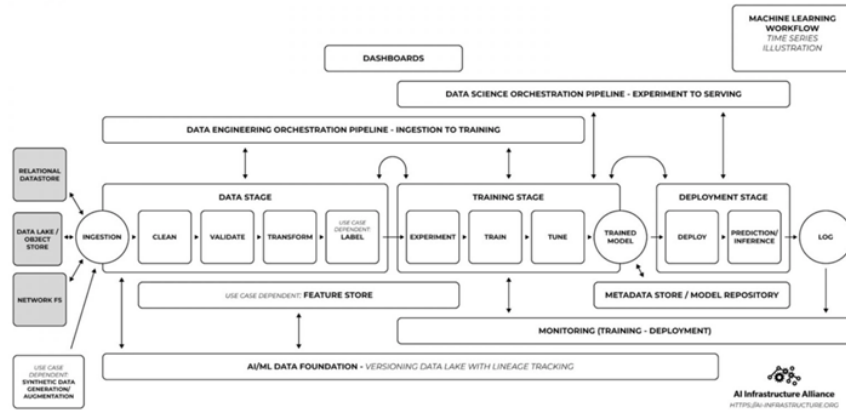 MACHINE LEARNING
WORKFLOW
TIME SERIES
ILLUSTRATION
DASHBOARDS
DATA SCIENCE ORCHESTRATION PIPELINE - EXPERIMENT TO SERVING
DATA ENGINEERING ORCHESTRATION PIPELINE - INGESTION TO TRAINING
RELATIONAL
DATASTORE
DATA LAKE /
OBJECT
STORE
NETWORK FS
INGESTION
DATA STAGE
CLEAN
VALIDATE
TRANSFORM
USE CASE
DEPENDENT:
LABEL
TRAINING STAGE
EXPERIMENT
TRAIN
TUNE
TRAINED
MODEL
DEPLOYMENT STAGE
DEPLOY
PREDICTION/
INFERENCE
LOG
USE CASE DEPENDENT: FEATURE STORE
METADATA STORE / MODEL REPOSITORY
MONITORING (TRAINING - DEPLOYMENT)
USE CASE
DEPENDENT:
SYNTHETIC DATA
GENERATION/
AUGMENTATION
AI/ML DATA FOUNDATION - VERSIONING DATA LAKE WITH LINEAGE TRACKING
AI Infrastructure Alliance
HTTPS://AI-INFRASTRUCTURE.ORG